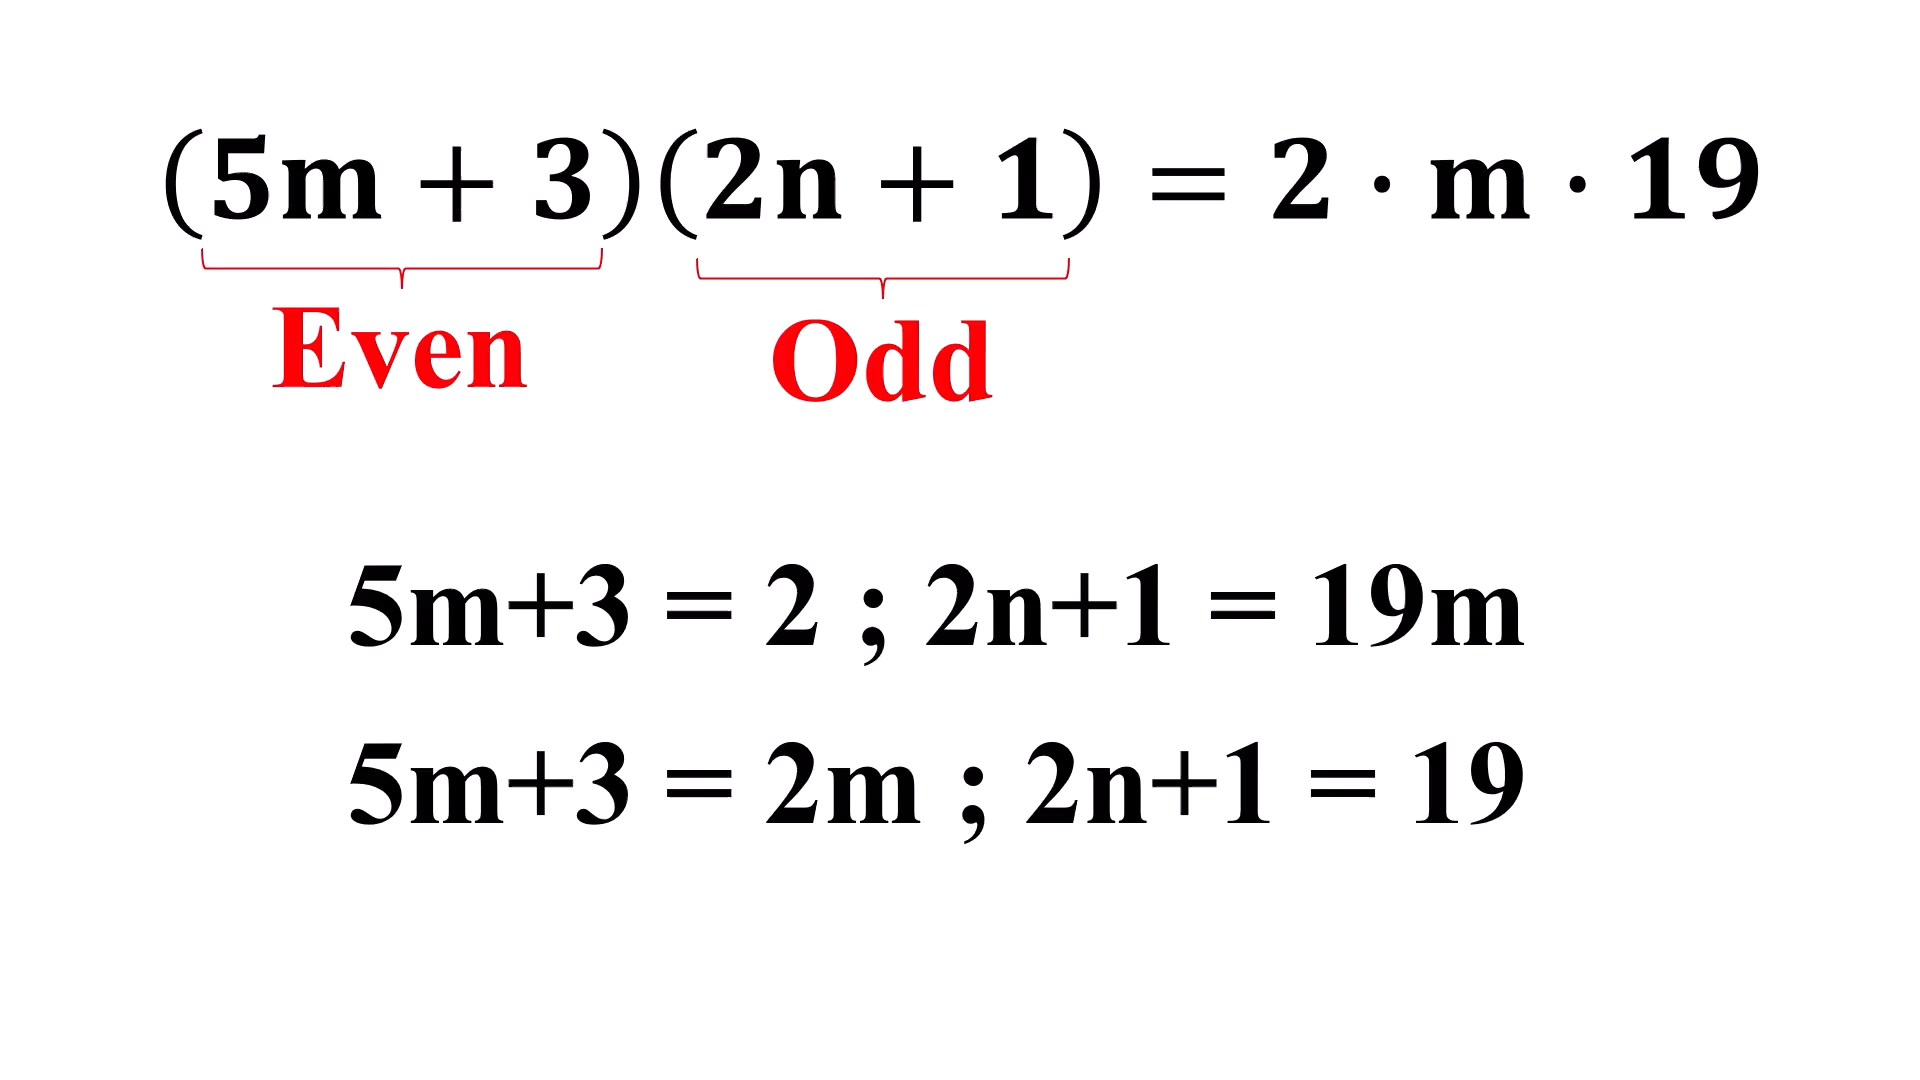 (5m + 3)(2n + 1) = 2 · m · 19
Even Odd
5m+3 = 2 ; 2n+1 = 19m
5m+3 = 2m ; 2n+1 = 19